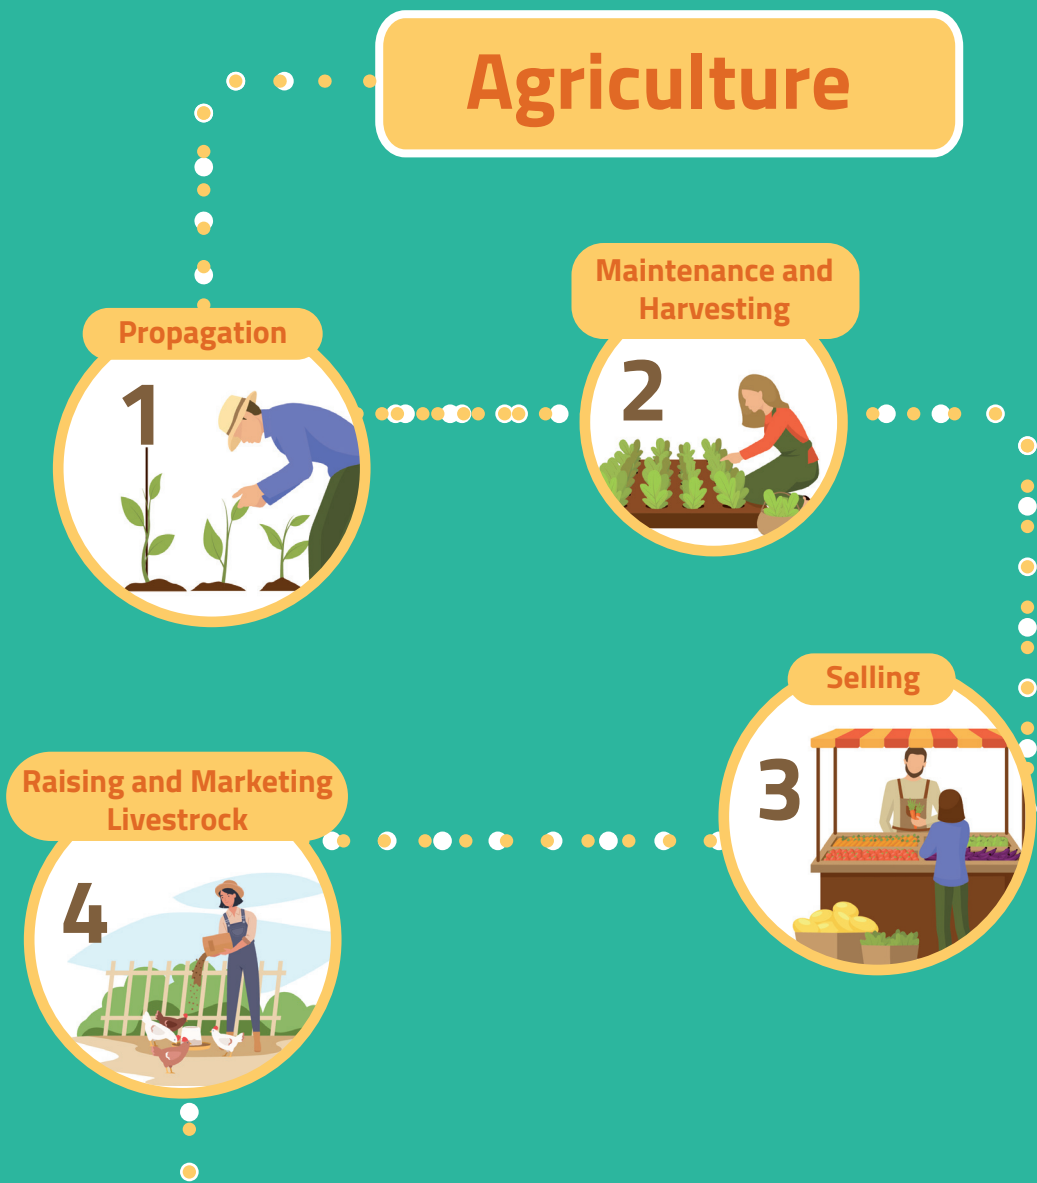 Agriculture
Propagation
1
Maintenance and
Harvesting
2
Selling
3
Raising and Marketing
Livestrock
4